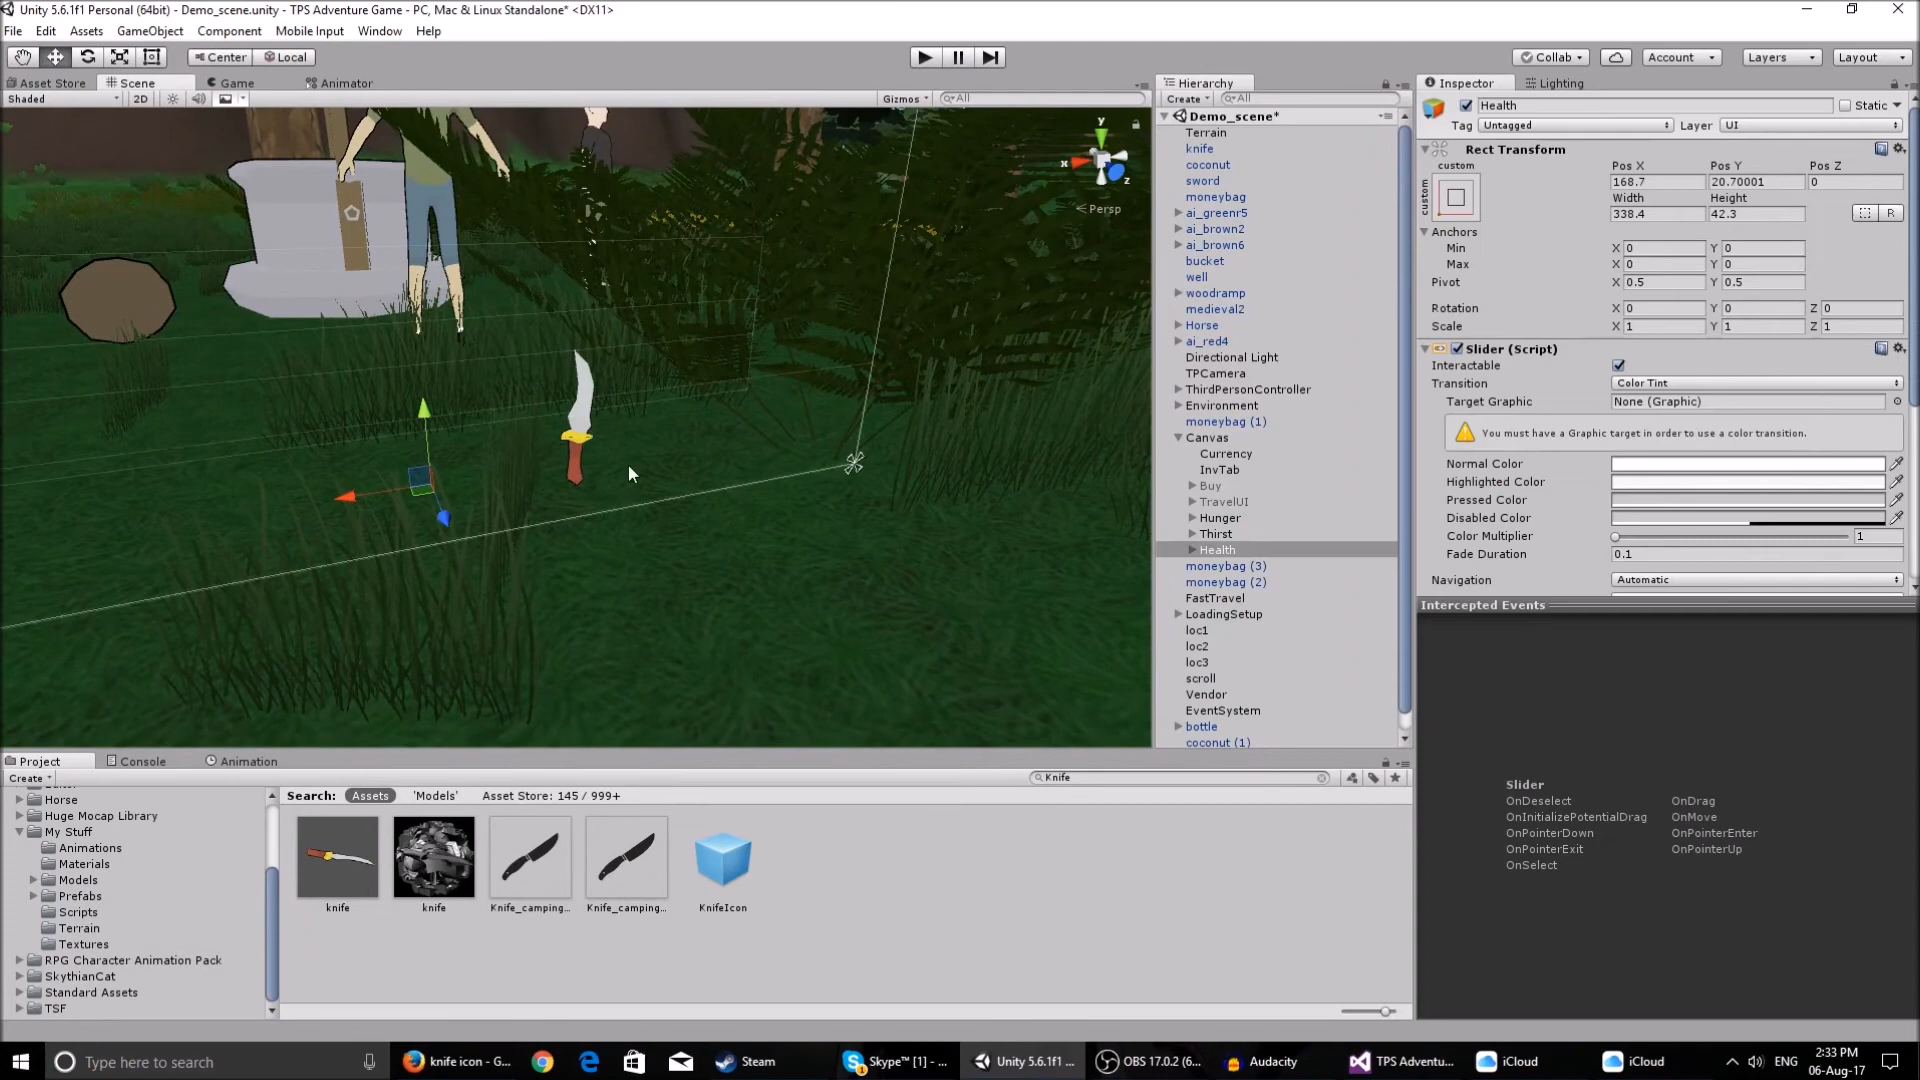 Unity 5.6.1f1 Personal (64bit) - Demo_scene.unity - TPS Adventure Game - PC, Mac & Linux Standalone* <DX11>
File Edit Assets GameObject Component Mobile Input Window Help
Center Local Collab Account Layers Layout
Asset Store Scene Game Animator
Shaded 2D Gizmos All
y
x
z
Persp
Hierarchy
Create All
Demo_scene*
Terrain
knife
coconut
sword
moneybag
ai_greenr5
ai_brown2
ai_brown6
bucket
well
woodramp
medieval2
Horse
ai_red4
Directional Light
TPCamera
ThirdPersonController
Environment
moneybag (1)
Canvas
Currency
InvTab
Buy
TravelUI
Hunger
Thirst
Health
moneybag (3)
moneybag (2)
FastTravel
LoadingSetup
loc1
loc2
loc3
scroll
Vendor
EventSystem
bottle
coconut (1)
Inspector Lighting
Health Static
Tag Untagged Layer UI
Rect Transform
custom Pos X Pos Y Pos Z
custom 168.7 20.70001 0
Width Height
338.4 42.3 R
Anchors
Min X 0 Y 0
Max X 0 Y 0
Pivot X 0.5 Y 0.5
Rotation X 0 Y 0 Z 0
Scale X 1 Y 1 Z 1
Slider (Script)
Interactable
Transition Color Tint
Target Graphic None (Graphic)
You must have a Graphic target in order to use a color transition.
Normal Color
Highlighted Color
Pressed Color
Disabled Color
Color Multiplier 1
Fade Duration 0.1
Navigation Automatic
Intercepted Events
Slider
OnDeselect OnDrag
OnInitializePotentialDrag OnMove
OnPointerDown OnPointerEnter
OnPointerExit OnPointerUp
OnSelect
Project Console Animation
Create Knife
Horse
Huge Mocap Library
My Stuff
Animations
Materials
Models
Prefabs
Scripts
Terrain
Textures
RPG Character Animation Pack
SkythianCat
Standard Assets
TSF
Search: Assets 'Models' Asset Store: 145 / 999+
knife knife Knife_camping... Knife_camping... KnifeIcon
Type here to search knife icon - G... Steam Skype™ [1] - ... Unity 5.6.1f1 ... OBS 17.0.2 (6... Audacity TPS Adventu... iCloud iCloud ENG 2:33 PM
06-Aug-17